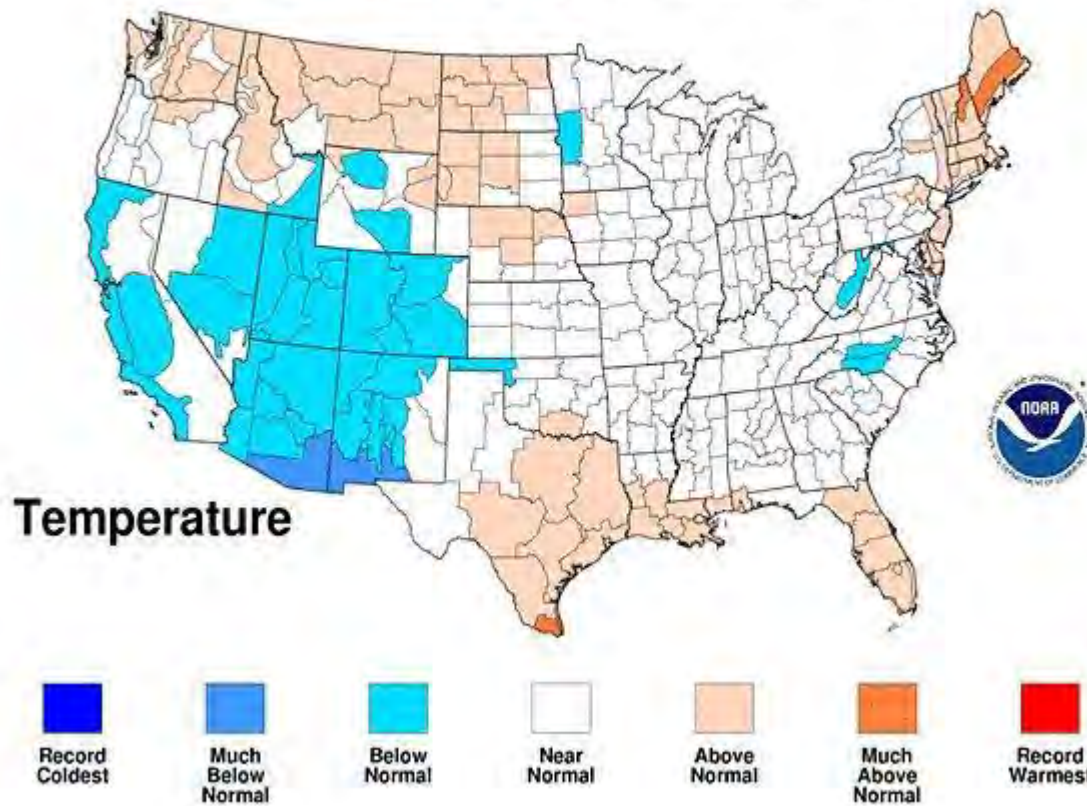 NOAA
Temperature
Record
Coldest
Much
Below
Normal
Below
Normal
Near
Normal
Above
Normal
Much
Above
Normal
Record
Warmest